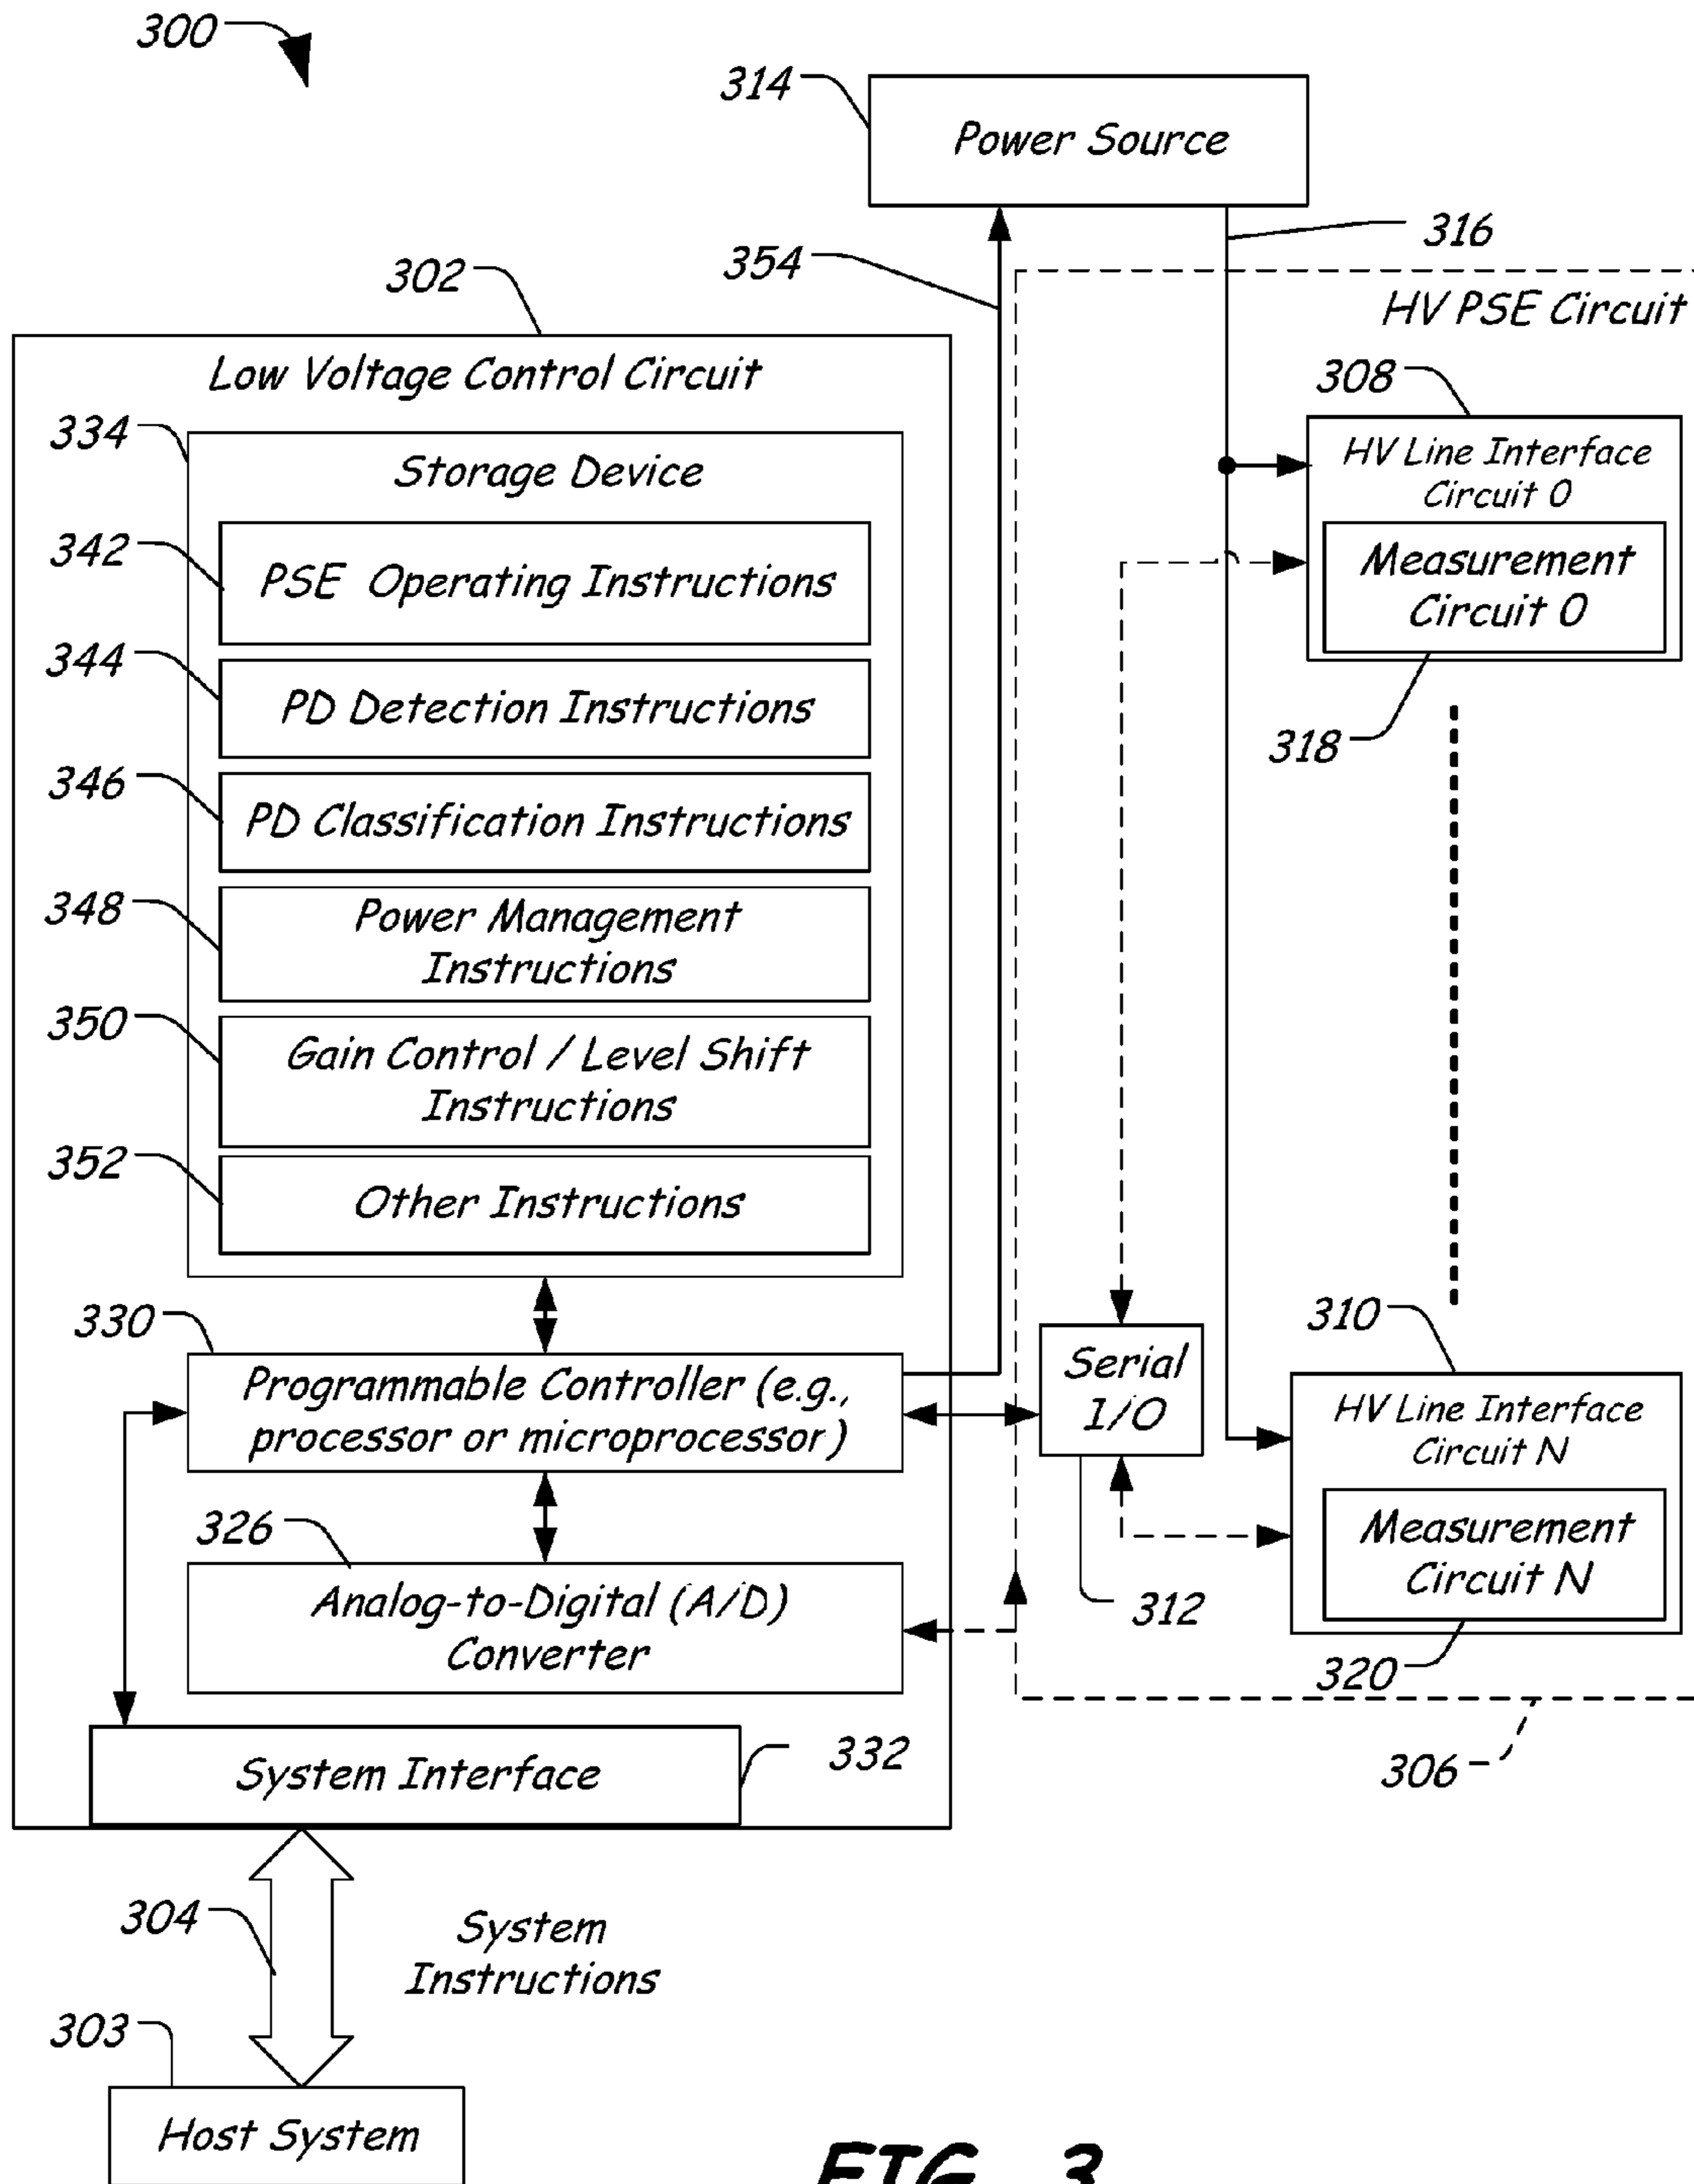 300
314
Power Source
316
354
302
HV PSE Circuit
Low Voltage Control Circuit
308
334
Storage Device
HV Line Interface
Circuit 0
342
PSE Operating Instructions
Measurement
Circuit 0
344
PD Detection Instructions
318
346
PD Classification Instructions
348
Power Management
Instructions
350
Gain Control / Level Shift
Instructions
352
Other Instructions
330
310
Programmable Controller (e.g.,
processor or microprocessor)
Serial
I/O
HV Line Interface
Circuit N
326
Measurement
Circuit N
Analog-to-Digital (A/D)
Converter
312
320
System Interface
332
306
304
System
Instructions
303
Host System
FIG. 3